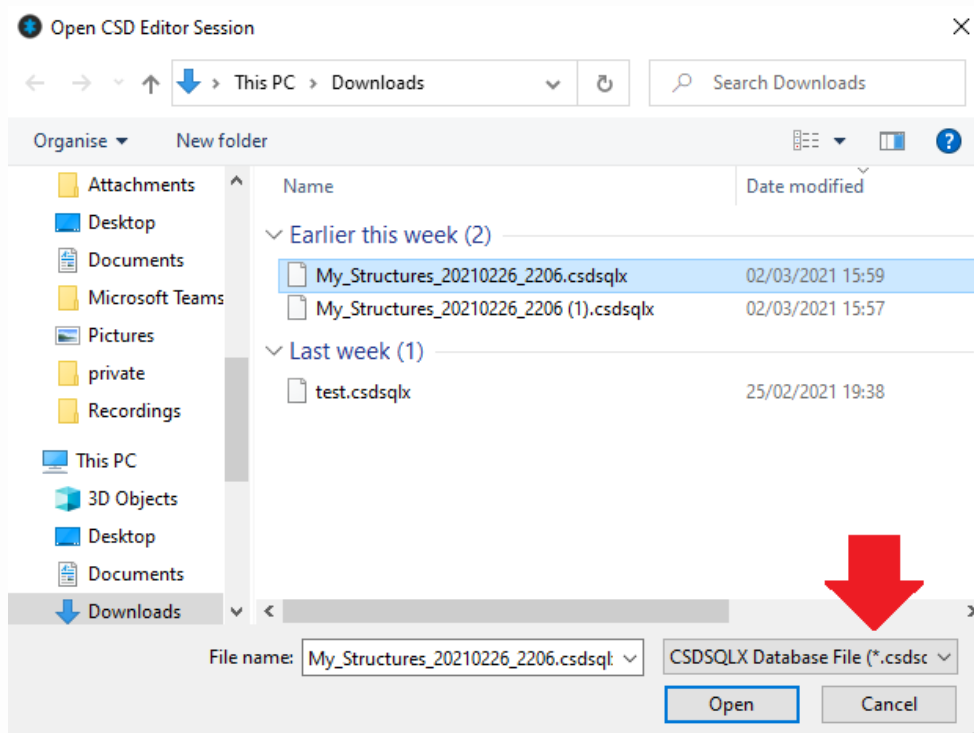 Open CSD Editor Session
This PC > Downloads
Search Downloads
Organise
New folder
Name
Date modified
Attachments
Desktop
Documents
Microsoft Teams
Pictures
private
Recordings
This PC
3D Objects
Desktop
Documents
Downloads
Earlier this week (2)
My_Structures_20210226_2206.csdsqlx 02/03/2021 15:59
My_Structures_20210226_2206 (1).csdsqlx 02/03/2021 15:57
Last week (1)
test.csdsqlx 25/02/2021 19:38
File name: My_Structures_20210226_2206.csdsql
CSDSQLX Database File (*.csdsc
Open
Cancel